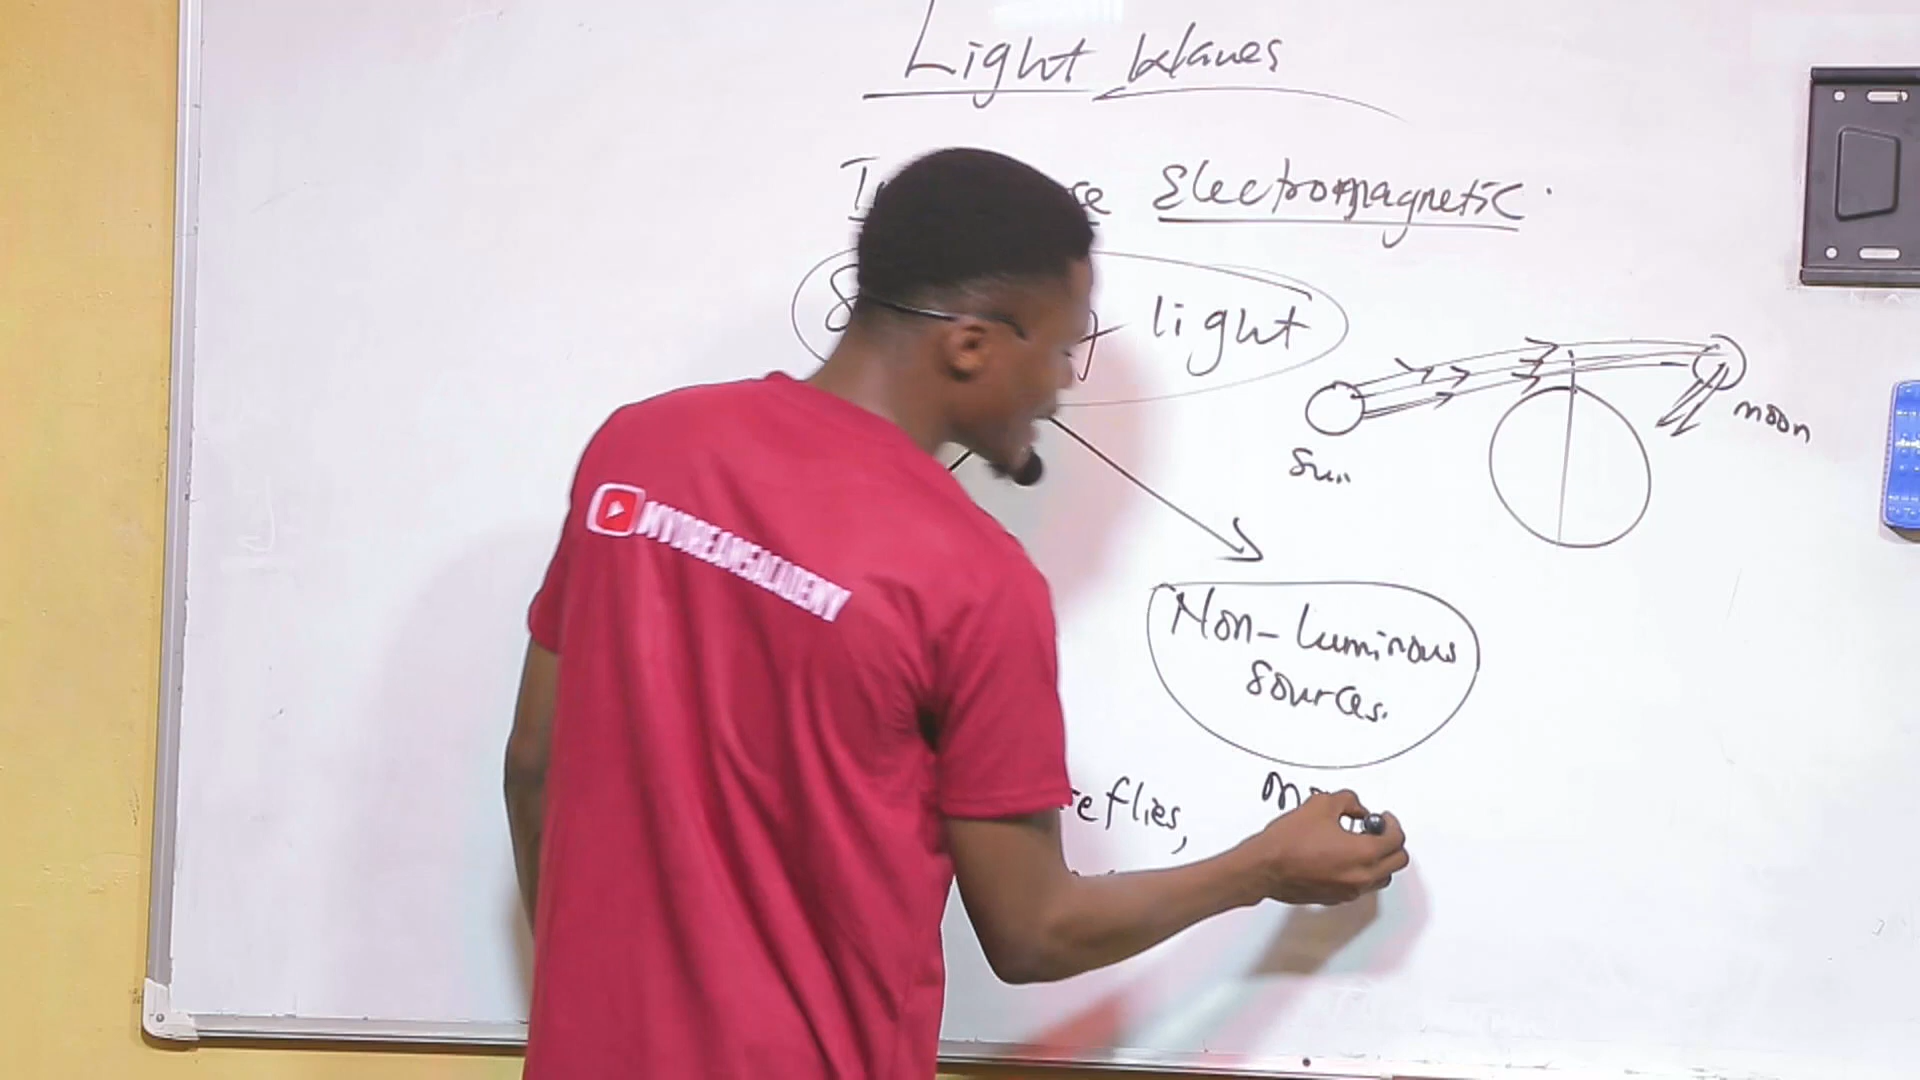 Light Waves
Electromagnetic.
light
Sun
moon
Non-Luminous
Sources.
MYDREAMSACADEMY
eflies,